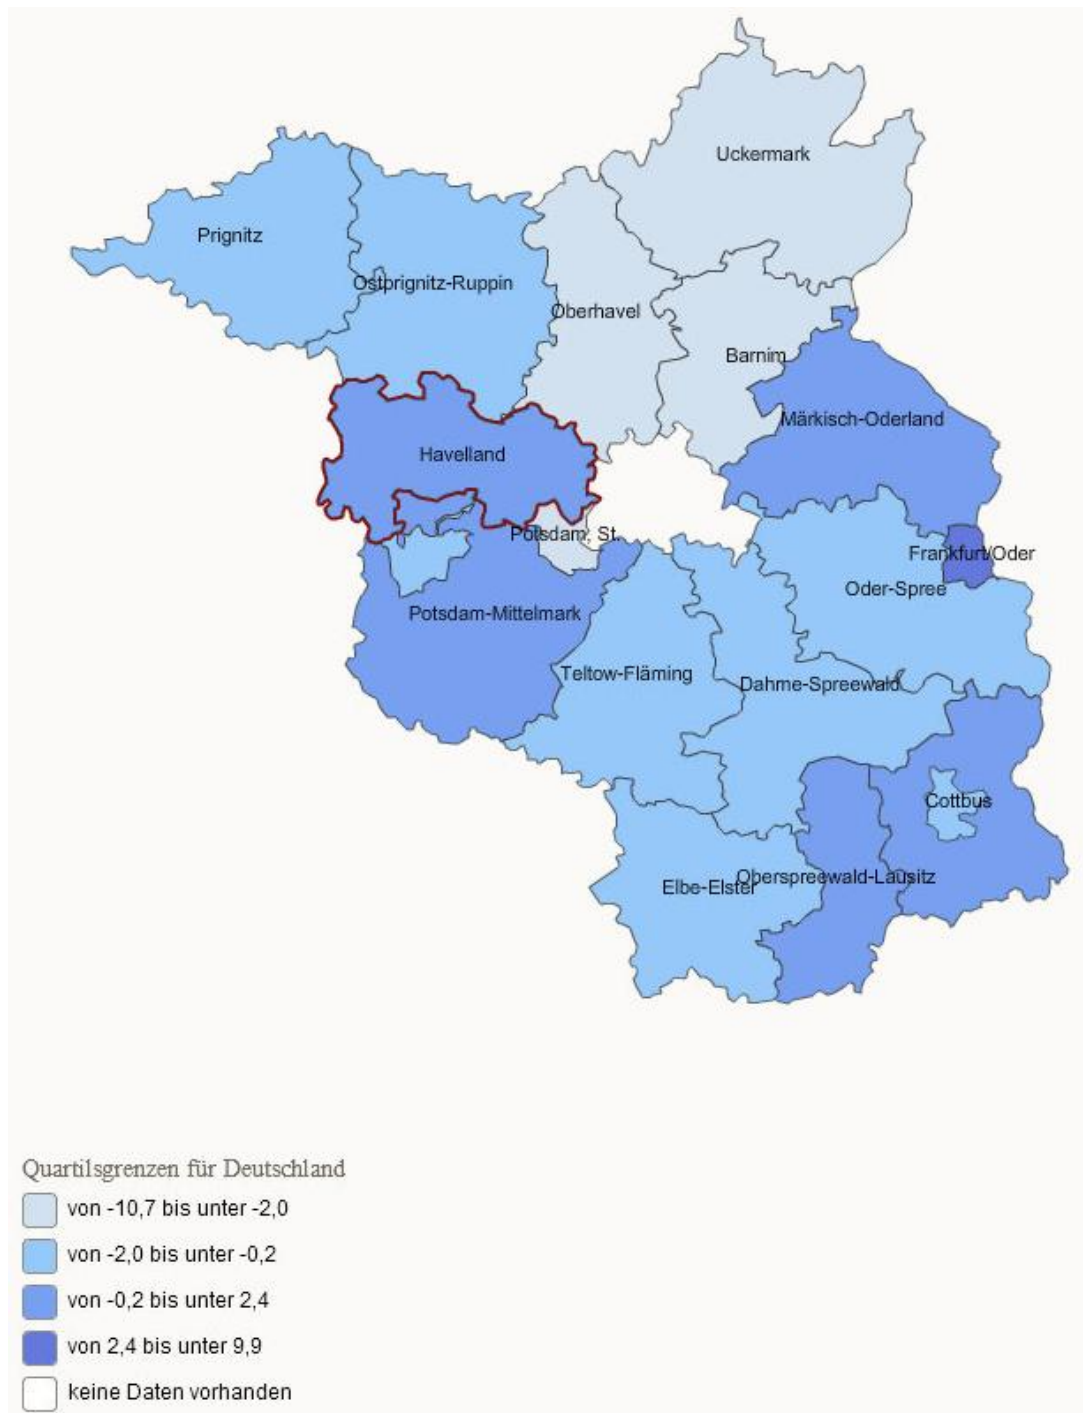 Uckermark
Prignitz
Ostprignitz-Ruppin
Oberhavel
Barnim
Märkisch-Oderland
Havelland
Potsdam, St.
Frankfurt/Oder
Oder-Spree
Potsdam-Mittelmark
Teltow-Fläming
Dahme-Spreewald
Cottbus
Oberspreewald-Lausitz
Elbe-Elster
Quartilsgrenzen für Deutschland
von -10,7 bis unter -2,0
von -2,0 bis unter -0,2
von -0,2 bis unter 2,4
von 2,4 bis unter 9,9
keine Daten vorhanden